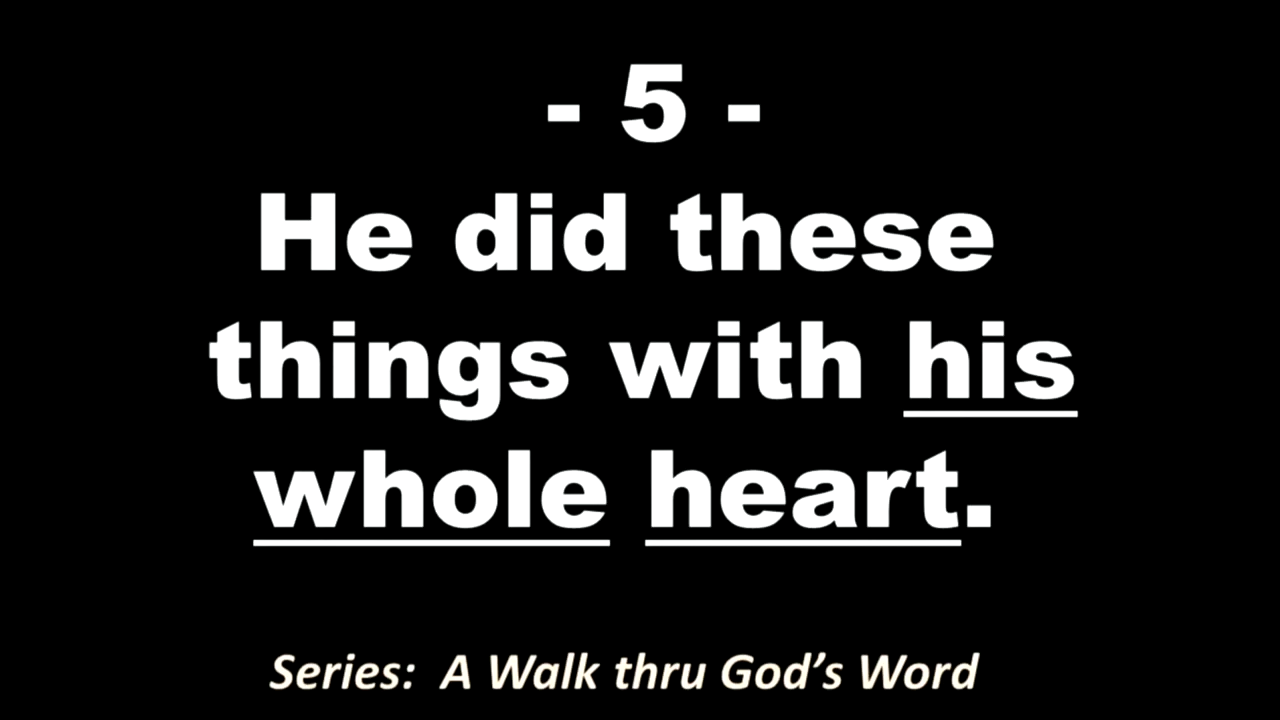 - 5 -
He did these
things with his
whole heart.
Series:  A Walk thru God’s Word